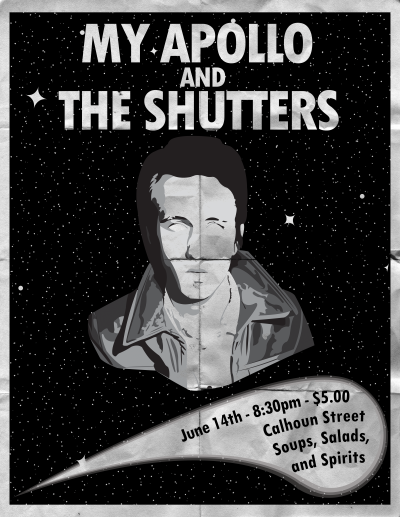 MY APOLLO
AND
THE SHUTTERS
June 14th - 8:30pm - $5.00
Calhoun Street
Soups, Salads,
and Spirits